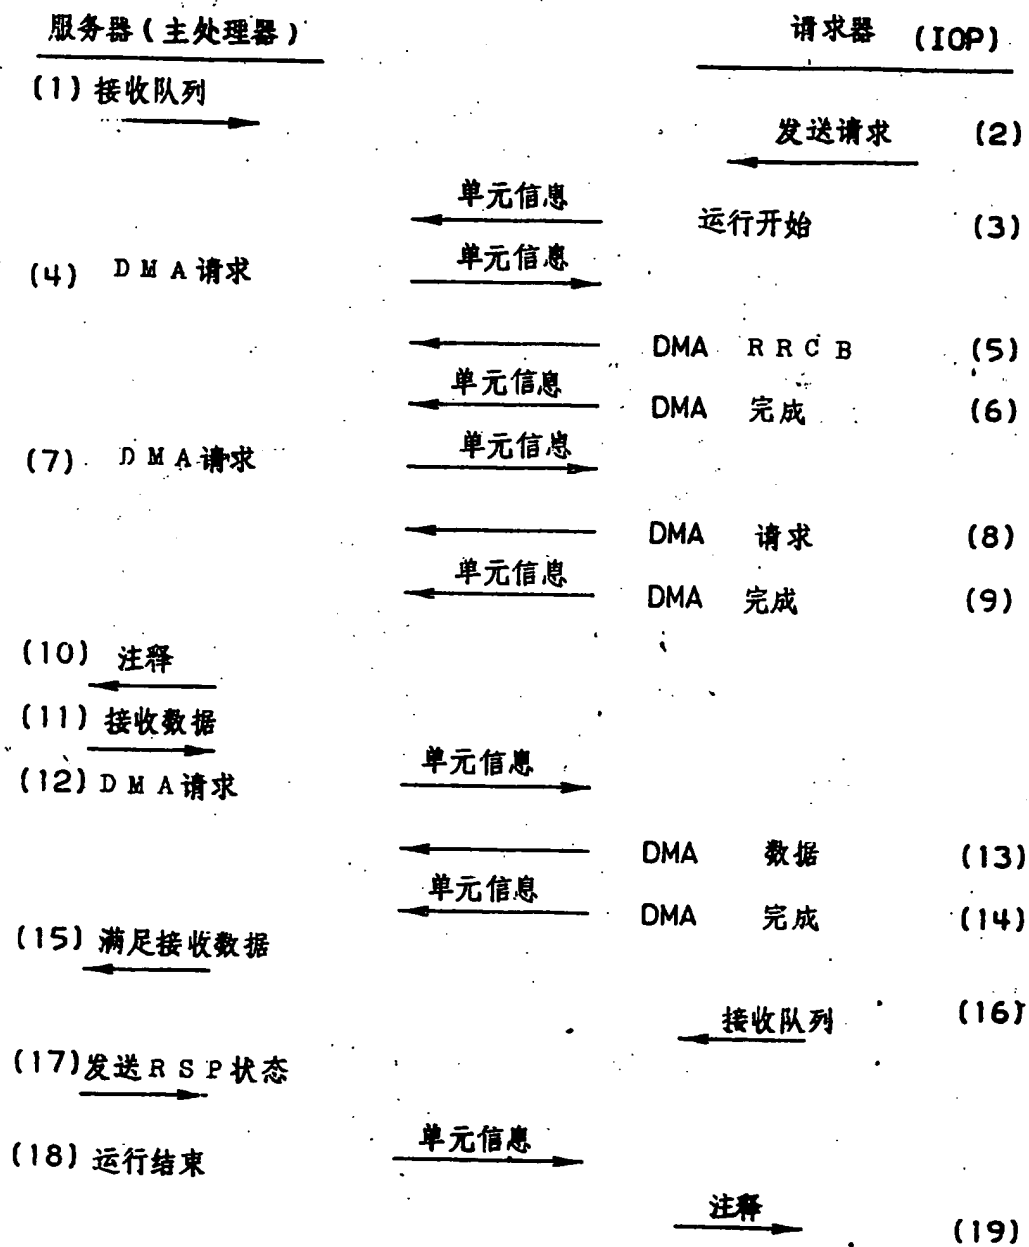 服务器(主处理器) 请求器 (IOP)
(1) 接收队列
发送请求 (2)
单元信息 运行开始 (3)
(4) DMA请求 单元信息
DMA RRCB (5)
单元信息 DMA 完成 (6)
(7) DMA请求 单元信息
DMA 请求 (8)
单元信息 DMA 完成 (9)
(10) 注释
(11) 接收数据
(12) DMA请求 单元信息
DMA 数据 (13)
单元信息 DMA 完成 (14)
(15) 满足接收数据
接收队列 (16)
(17) 发送RSP状态
(18) 运行结束 单元信息
注释 (19)